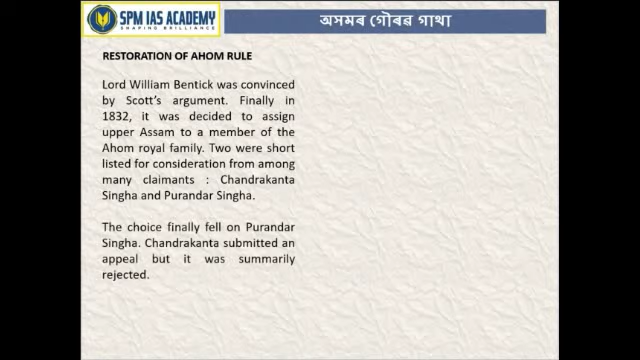 SPM IAS ACADEMY
SHAPING BRILLIANCE
অসমৰ গৌৰৱ গাথা
RESTORATION OF AHOM RULE
Lord William Bentick was convinced
by Scott's argument. Finally in
1832, it was decided to assign
upper Assam to a member of the
Ahom royal family. Two were short
listed for consideration from among
many claimants : Chandrakanta
Singha and Purandar Singha.
The choice finally fell on Purandar
Singha. Chandrakanta submitted an
appeal but it was summarily
rejected.